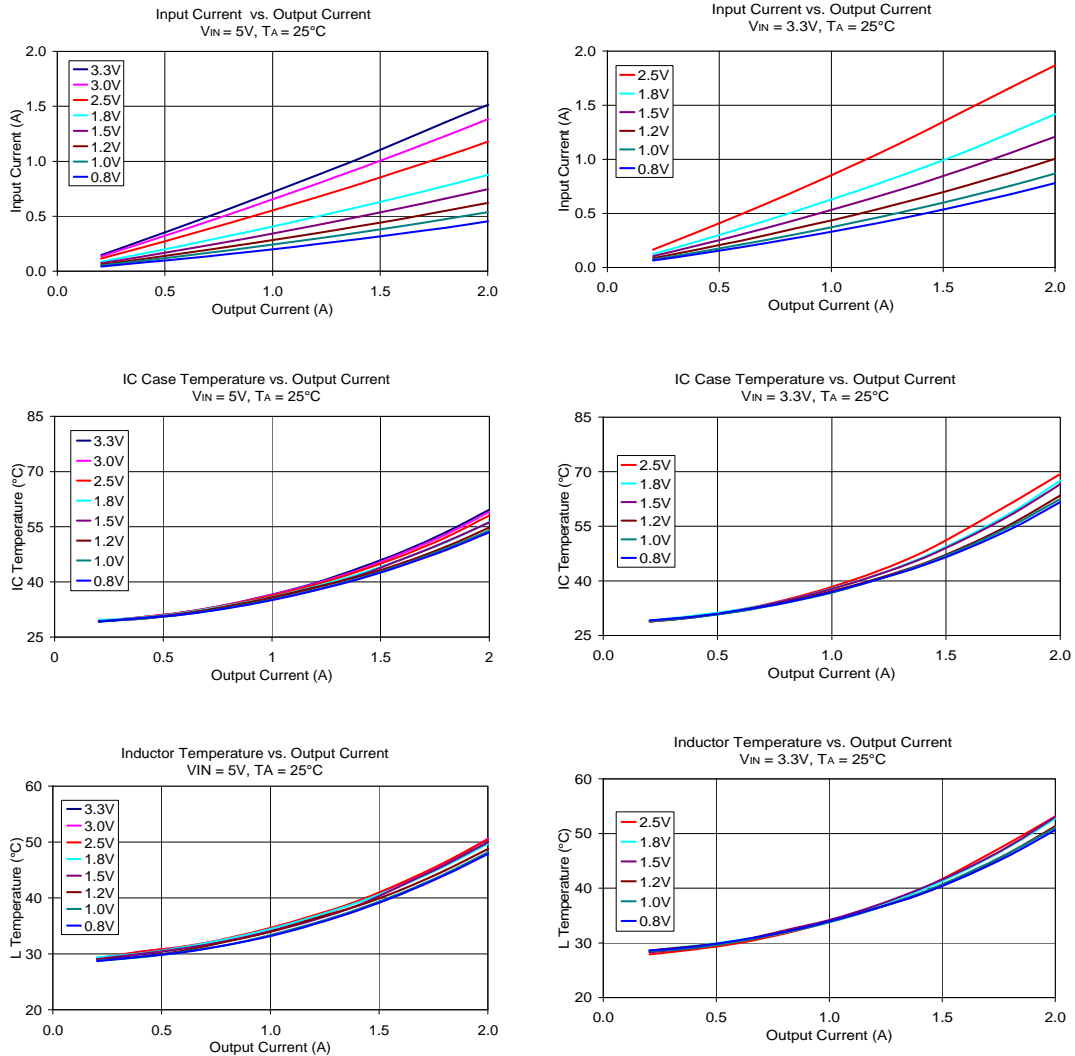 Input Current vs. Output Current
VIN = 5V, TA = 25°C
2.0
1.5
1.0
0.5
0.0
Input Current (A)
3.3V
3.0V
2.5V
1.8V
1.5V
1.2V
1.0V
0.8V
0.0 0.5 1.0 1.5 2.0
Output Current (A)
Input Current vs. Output Current
VIN = 3.3V, TA = 25°C
2.0
1.5
1.0
0.5
0.0
Input Current (A)
2.5V
1.8V
1.5V
1.2V
1.0V
0.8V
0.0 0.5 1.0 1.5 2.0
Output Current (A)
IC Case Temperature vs. Output Current
VIN = 5V, TA = 25°C
85
70
55
40
25
IC Temperature (°C)
3.3V
3.0V
2.5V
1.8V
1.5V
1.2V
1.0V
0.8V
0 0.5 1 1.5 2
Output Current (A)
IC Case Temperature vs. Output Current
VIN = 3.3V, TA = 25°C
85
70
55
40
25
IC Temperature (°C)
2.5V
1.8V
1.5V
1.2V
1.0V
0.8V
0.0 0.5 1.0 1.5 2.0
Output Current (A)
Inductor Temperature vs. Output Current
VIN = 5V, TA = 25°C
60
50
40
30
20
L Temperature (°C)
3.3V
3.0V
2.5V
1.8V
1.5V
1.2V
1.0V
0.8V
0.0 0.5 1.0 1.5 2.0
Output Current (A)
Inductor Temperature vs. Output Current
VIN = 3.3V, TA = 25°C
60
50
40
30
20
L Temperature (°C)
2.5V
1.8V
1.5V
1.2V
1.0V
0.8V
0.0 0.5 1.0 1.5 2.0
Output Current (A)